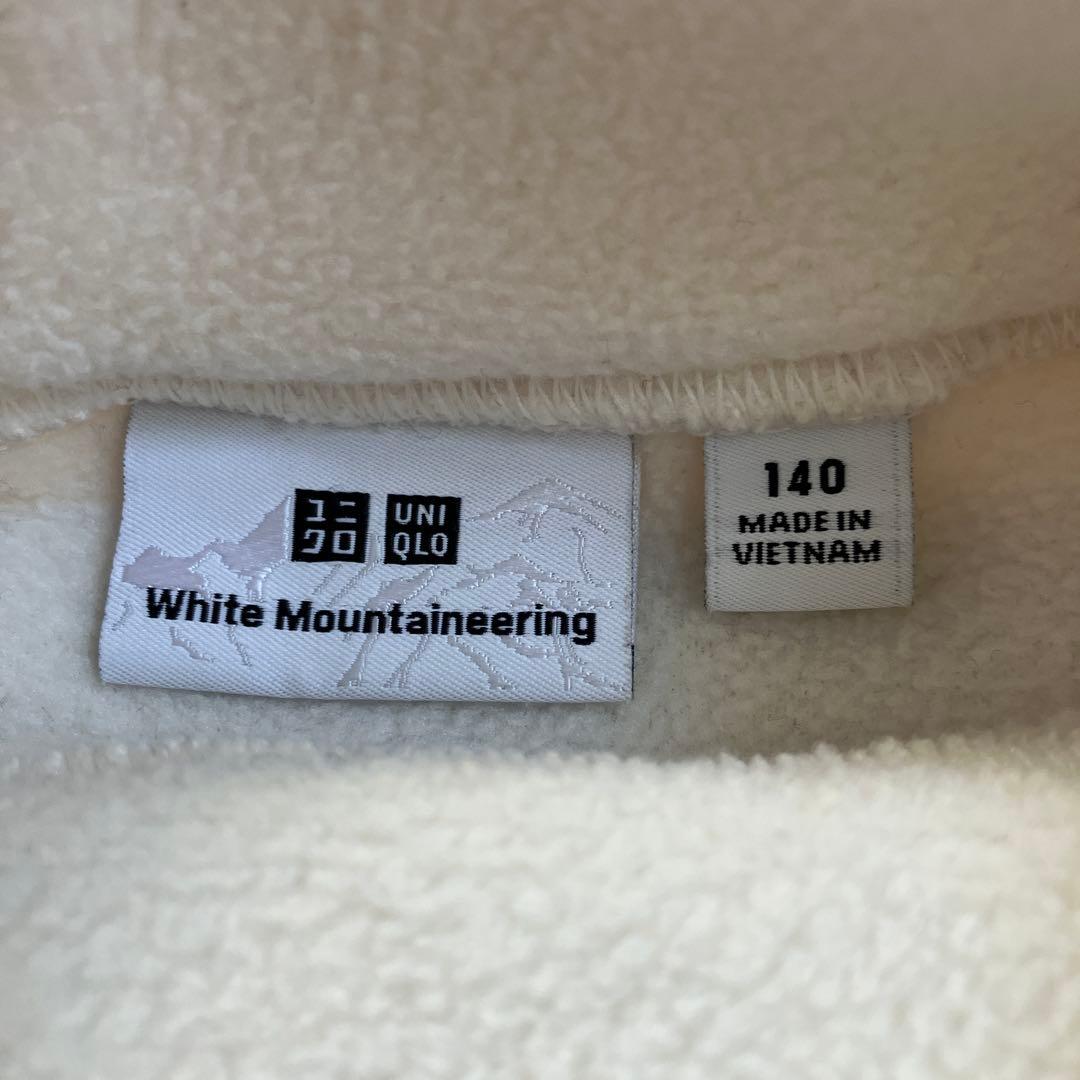 ユニ
クロ
UNI
QLO
White Mountaineering
140
MADE IN
VIETNAM